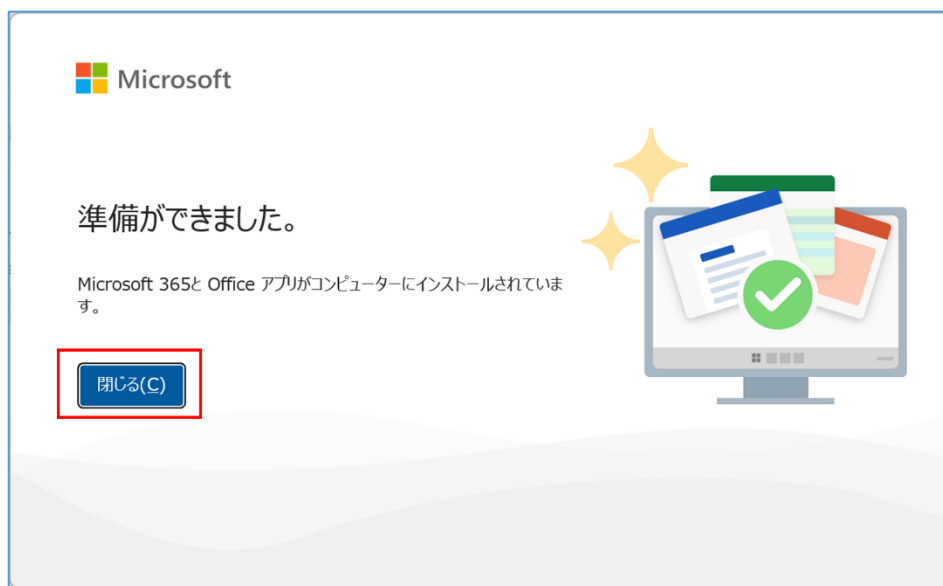 Microsoft
準備ができました。
Microsoft 365と Office アプリがコンピューターにインストールされていま
す。
閉じる(C)